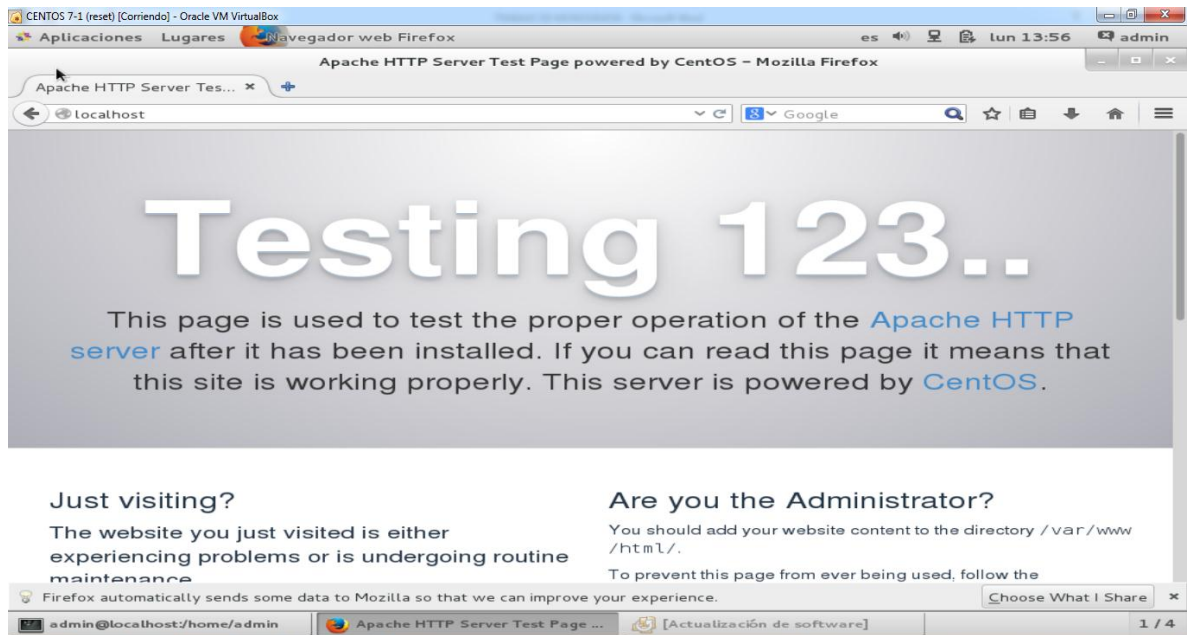 CENTOS 7-1 (reset) [Corriendo] - Oracle VM VirtualBox
Aplicaciones Lugares Navegador web Firefox es lun 13:56 admin
Apache HTTP Server Test Page powered by CentOS - Mozilla Firefox
Apache HTTP Server Tes...
localhost Google
Testing 123..
This page is used to test the proper operation of the Apache HTTP
server after it has been installed. If you can read this page it means that
this site is working properly. This server is powered by CentOS.
Just visiting?
The website you just visited is either
experiencing problems or is undergoing routine
maintenance
Are you the Administrator?
You should add your website content to the directory /var/www
/html/.
To prevent this page from ever being used, follow the
Firefox automatically sends some data to Mozilla so that we can improve your experience. Choose What I Share
admin@localhost:/home/admin Apache HTTP Server Test Page ... [Actualización de software] 1 / 4